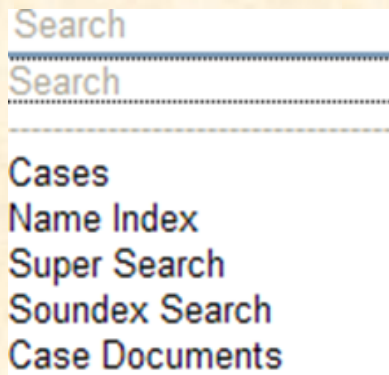 Search
Search
Cases
Name Index
Super Search
Soundex Search
Case Documents